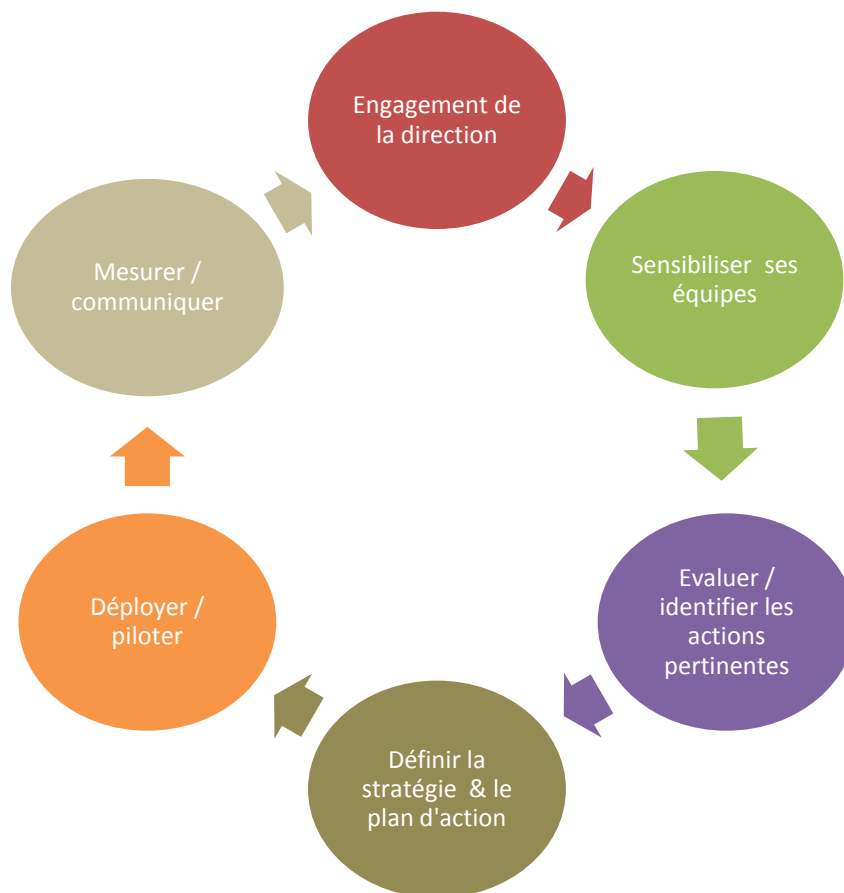 Engagement de
la direction
Sensibiliser  ses
équipes
Evaluer /
identifier les
actions
pertinentes
Définir la
stratégie  & le
plan d'action
Déployer /
piloter
Mesurer /
communiquer